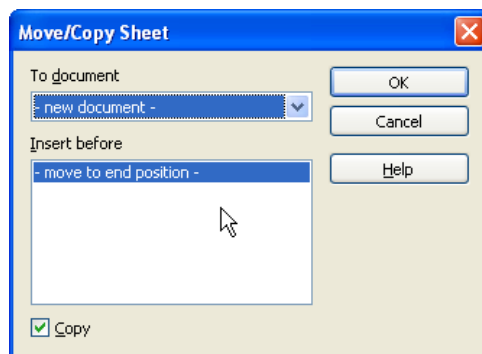 Move/Copy Sheet
To document
- new document -
Insert before
- move to end position -
Copy
OK
Cancel
Help